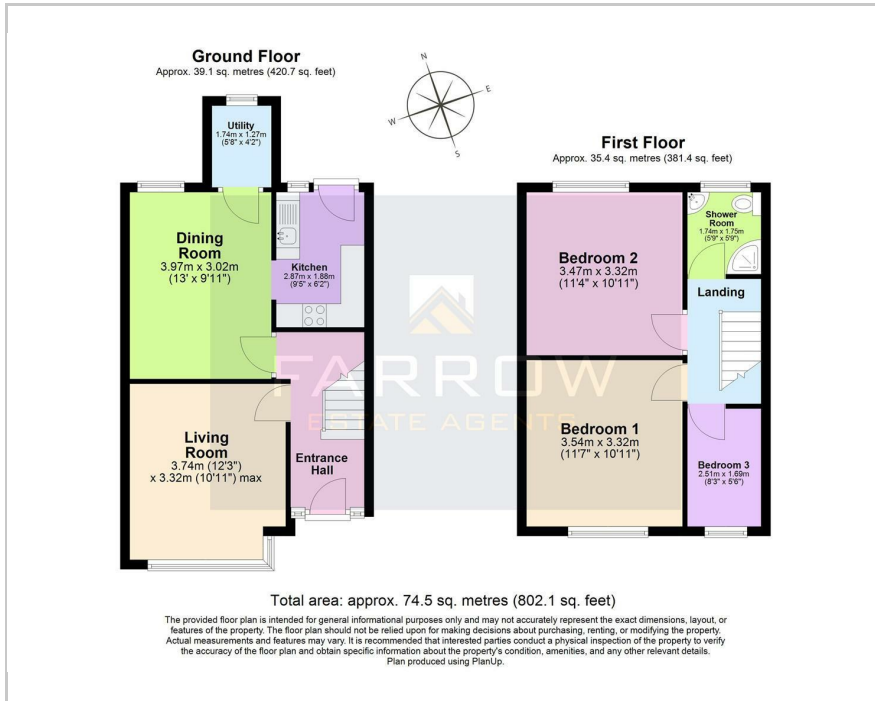 Ground Floor
Approx. 39.1 sq. metres (420.7 sq. feet)
Utility
1.74m x 1.27m
(5'8" x 4'2")
Dining
Room
3.97m x 3.02m
(13' x 9'11")
Kitchen
2.87m x 1.88m
(9'5" x 6'2")
Living
Room
3.74m (12'3")
x 3.32m (10'11") max
Entrance
Hall
N
E
S
W
First Floor
Approx. 35.4 sq. metres (381.4 sq. feet)
Bedroom 2
3.47m x 3.32m
(11'4" x 10'11")
Shower
Room
1.74m x 1.75m
(5'9" x 5'9")
Landing
Bedroom 1
3.54m x 3.32m
(11'7" x 10'11")
Bedroom 3
2.51m x 1.69m
(8'3" x 5'6")
FARROW
ESTATE AGENTS
Total area: approx. 74.5 sq. metres (802.1 sq. feet)
The provided floor plan is intended for general informational purposes only and may not accurately represent the exact dimensions, layout, or
features of the property. The floor plan should not be relied upon for making decisions about purchasing, renting, or modifying the property.
Actual measurements and features may vary. It is recommended that interested parties conduct a physical inspection of the property to verify
the accuracy of the floor plan and obtain specific information about the property's condition, amenities, and any other relevant details.
Plan produced using PlanUp.